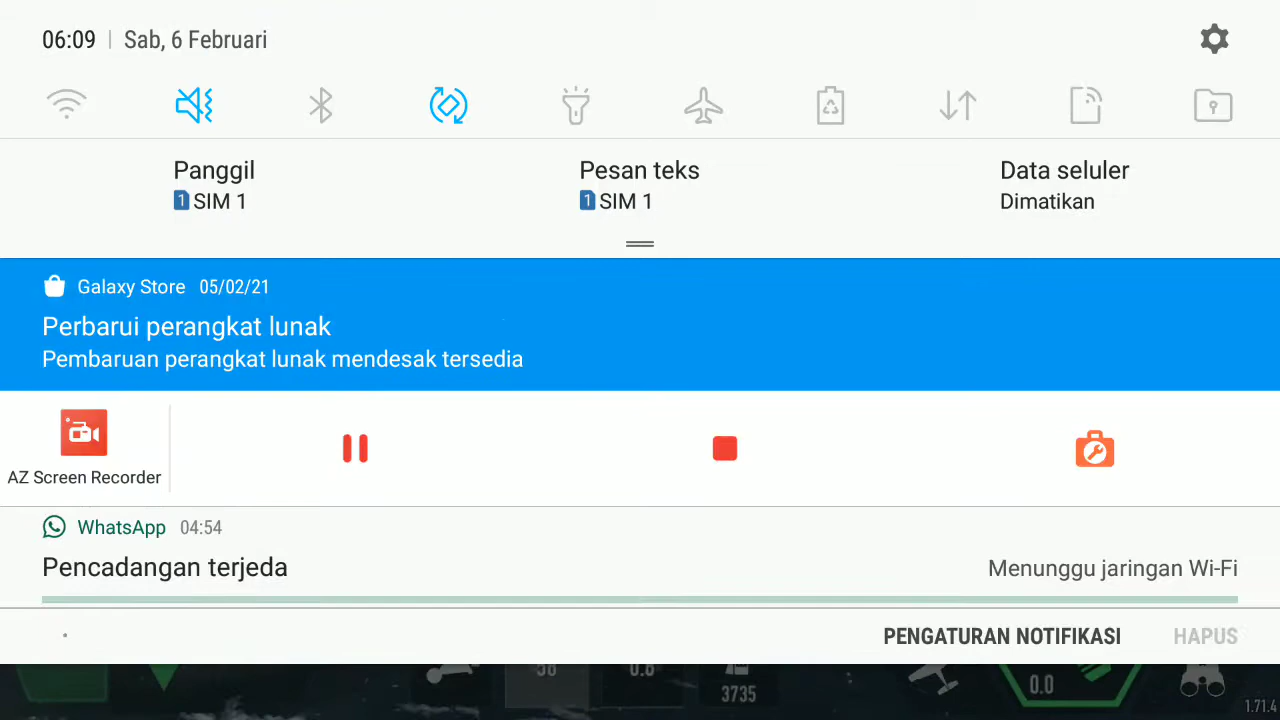 06:09 | Sab, 6 Februari
Panggil
1 SIM 1
Pesan teks
1 SIM 1
Data seluler
Dimatikan
Galaxy Store 05/02/21
Perbarui perangkat lunak
Pembaruan perangkat lunak mendesak tersedia
AZ Screen Recorder
WhatsApp 04:54
Pencadangan terjeda
Menunggu jaringan Wi-Fi
PENGATURAN NOTIFIKASI
HAPUS
3735
0.0
1.71.4